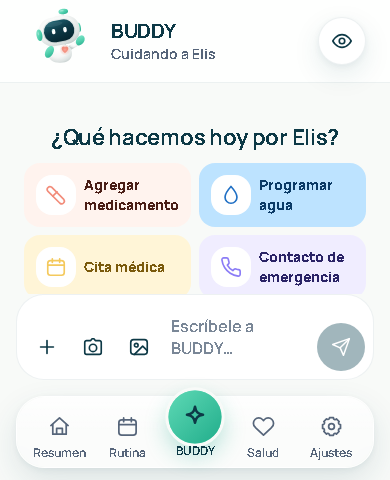 BUDDY
Cuidando a Elis
¿Qué hacemos hoy por Elis?
Agregar
medicamento
Programar
agua
Cita médica
Contacto de
emergencia
Escríbele a
BUDDY...
Resumen
Rutina
BUDDY
Salud
Ajustes